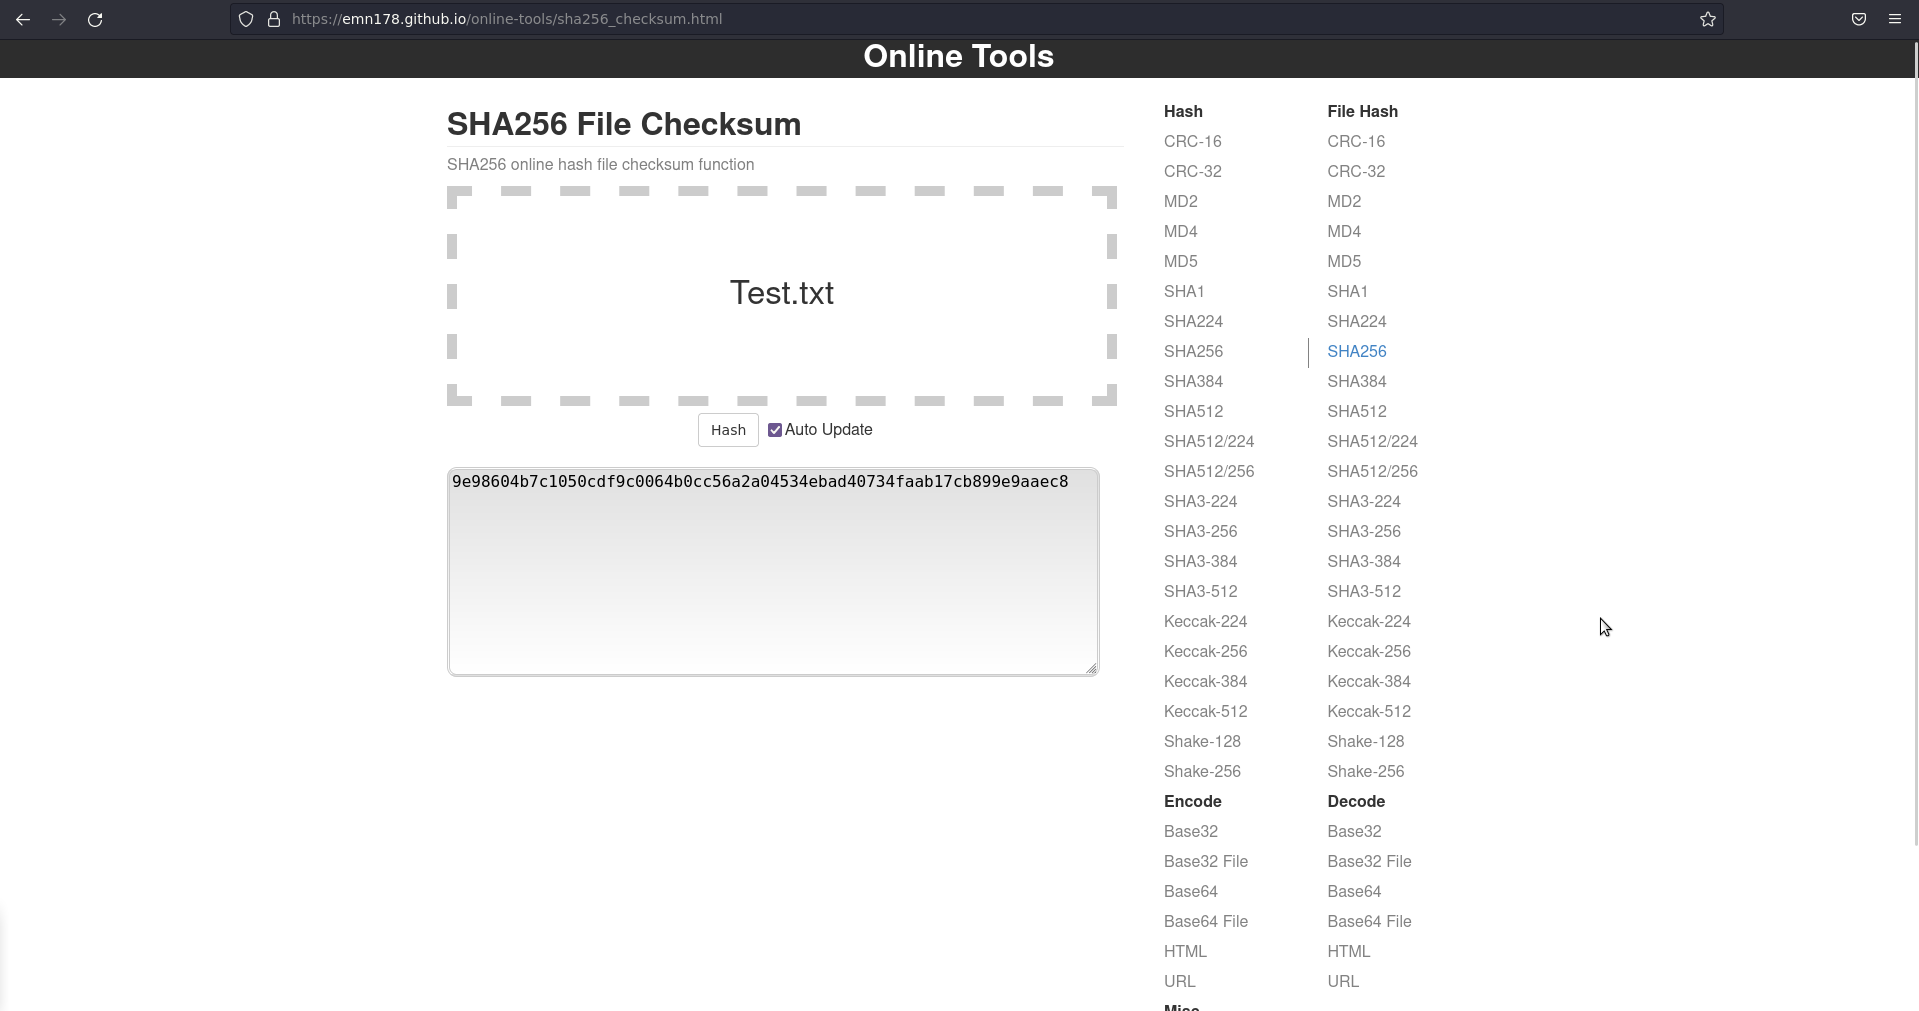 https://emn178.github.io/online-tools/sha256_checksum.html
Online Tools
SHA256 File Checksum
SHA256 online hash file checksum function
Test.txt
Hash
Auto Update
9e98604b7c1050cdf9c0064b0cc56a2a04534ebad40734faab17cb899e9aaec8
Hash
CRC-16
CRC-32
MD2
MD4
MD5
SHA1
SHA224
SHA256
SHA384
SHA512
SHA512/224
SHA512/256
SHA3-224
SHA3-256
SHA3-384
SHA3-512
Keccak-224
Keccak-256
Keccak-384
Keccak-512
Shake-128
Shake-256
Encode
Base32
Base32 File
Base64
Base64 File
HTML
URL
Misc
File Hash
CRC-16
CRC-32
MD2
MD4
MD5
SHA1
SHA224
SHA256
SHA384
SHA512
SHA512/224
SHA512/256
SHA3-224
SHA3-256
SHA3-384
SHA3-512
Keccak-224
Keccak-256
Keccak-384
Keccak-512
Shake-128
Shake-256
Decode
Base32
Base32 File
Base64
Base64 File
HTML
URL